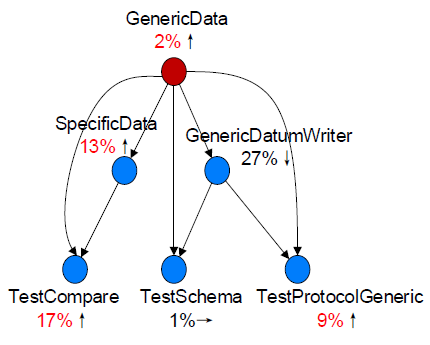 GenericData
2% ↑
SpecificData
13% ↑
GenericDatumWriter
27% ↓
TestCompare
17% ↑
TestSchema
1%→
TestProtocolGeneric
9% ↑